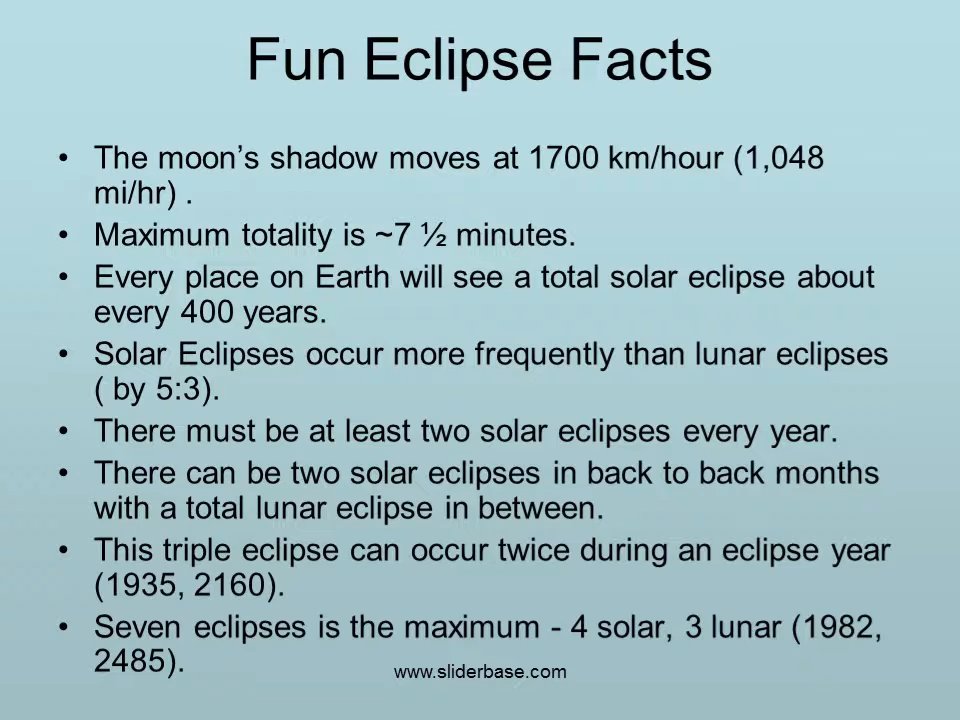 Fun Eclipse Facts
• The moon’s shadow moves at 1700 km/hour (1,048
mi/hr) .
• Maximum totality is ~7 ½ minutes.
• Every place on Earth will see a total solar eclipse about
every 400 years.
• Solar Eclipses occur more frequently than lunar eclipses
( by 5:3).
• There must be at least two solar eclipses every year.
• There can be two solar eclipses in back to back months
with a total lunar eclipse in between.
• This triple eclipse can occur twice during an eclipse year
(1935, 2160).
• Seven eclipses is the maximum - 4 solar, 3 lunar (1982,
2485).
www.sliderbase.com